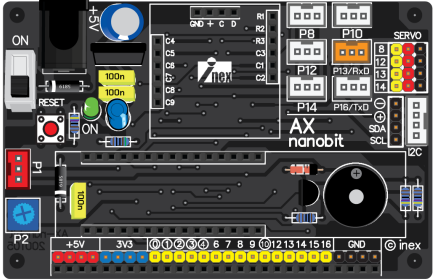 ON
+5V
GND + C D
R1
R2
R3
C3
C1
C2
C4
C5
C6
C7
C8
C9
inex
P8
P10
P12
P13/RxD
P14
P16/TxD
SERVO
8
12
13
14
100n
100n
RESET
ON
AX
nanobit
SDA
SCL
I2C
P1
100n
P2
+5V 3V3 0 1 2 3 4 6 7 8 9 10 12 13 14 15 16 GND
© inex